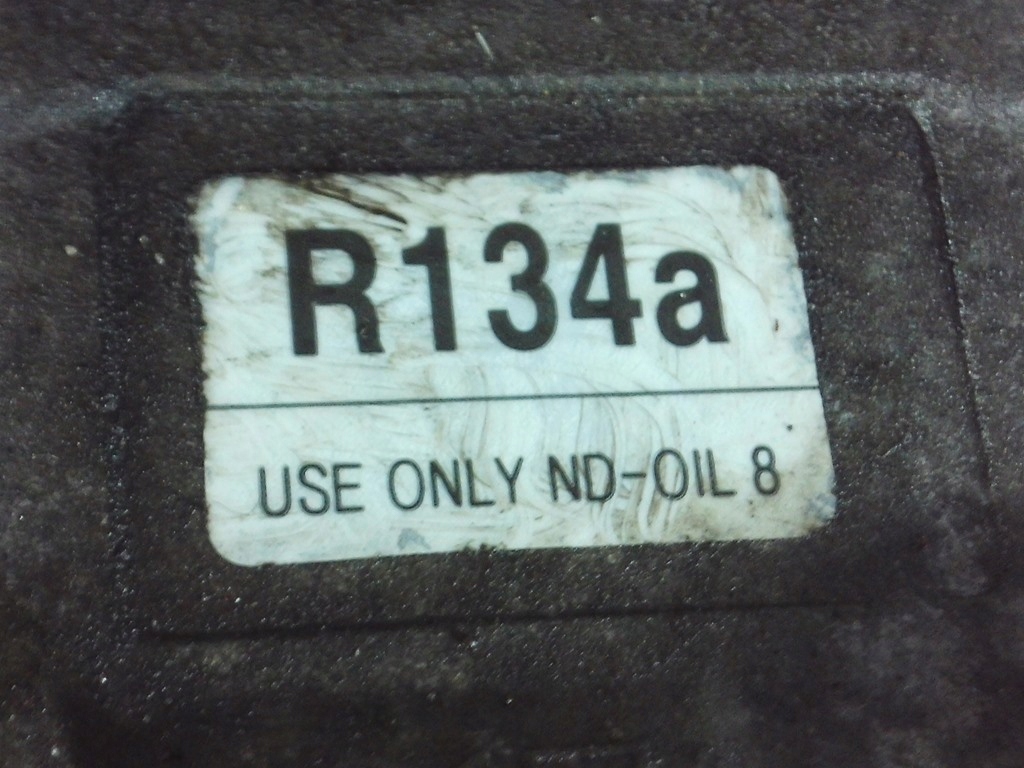 R134a
USE ONLY ND-OIL 8